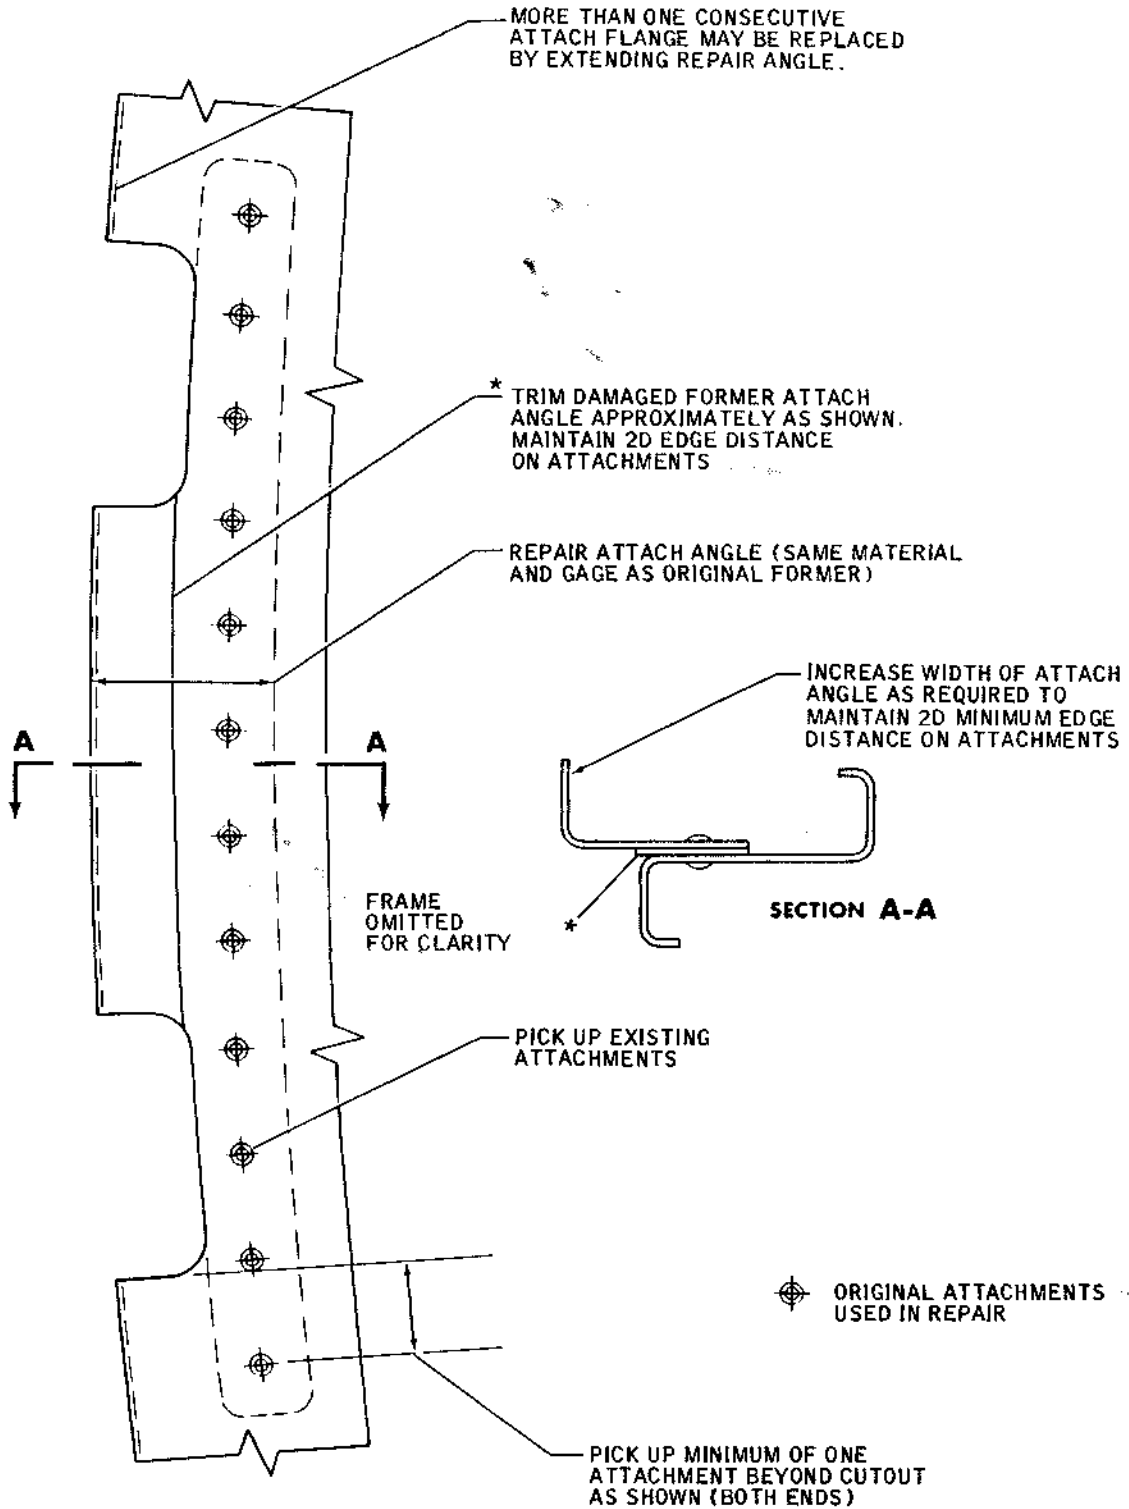 MORE THAN ONE CONSECUTIVE
ATTACH FLANGE MAY BE REPLACED
BY EXTENDING REPAIR ANGLE.
* TRIM DAMAGED FORMER ATTACH
ANGLE APPROXIMATELY AS SHOWN.
MAINTAIN 2D EDGE DISTANCE
ON ATTACHMENTS
REPAIR ATTACH ANGLE (SAME MATERIAL
AND GAGE AS ORIGINAL FORMER)
INCREASE WIDTH OF ATTACH
ANGLE AS REQUIRED TO
MAINTAIN 2D MINIMUM EDGE
DISTANCE ON ATTACHMENTS
A
A
*
SECTION A-A
FRAME
OMITTED
FOR CLARITY
PICK UP EXISTING
ATTACHMENTS
ORIGINAL ATTACHMENTS
USED IN REPAIR
PICK UP MINIMUM OF ONE
ATTACHMENT BEYOND CUTOUT
AS SHOWN (BOTH ENDS)